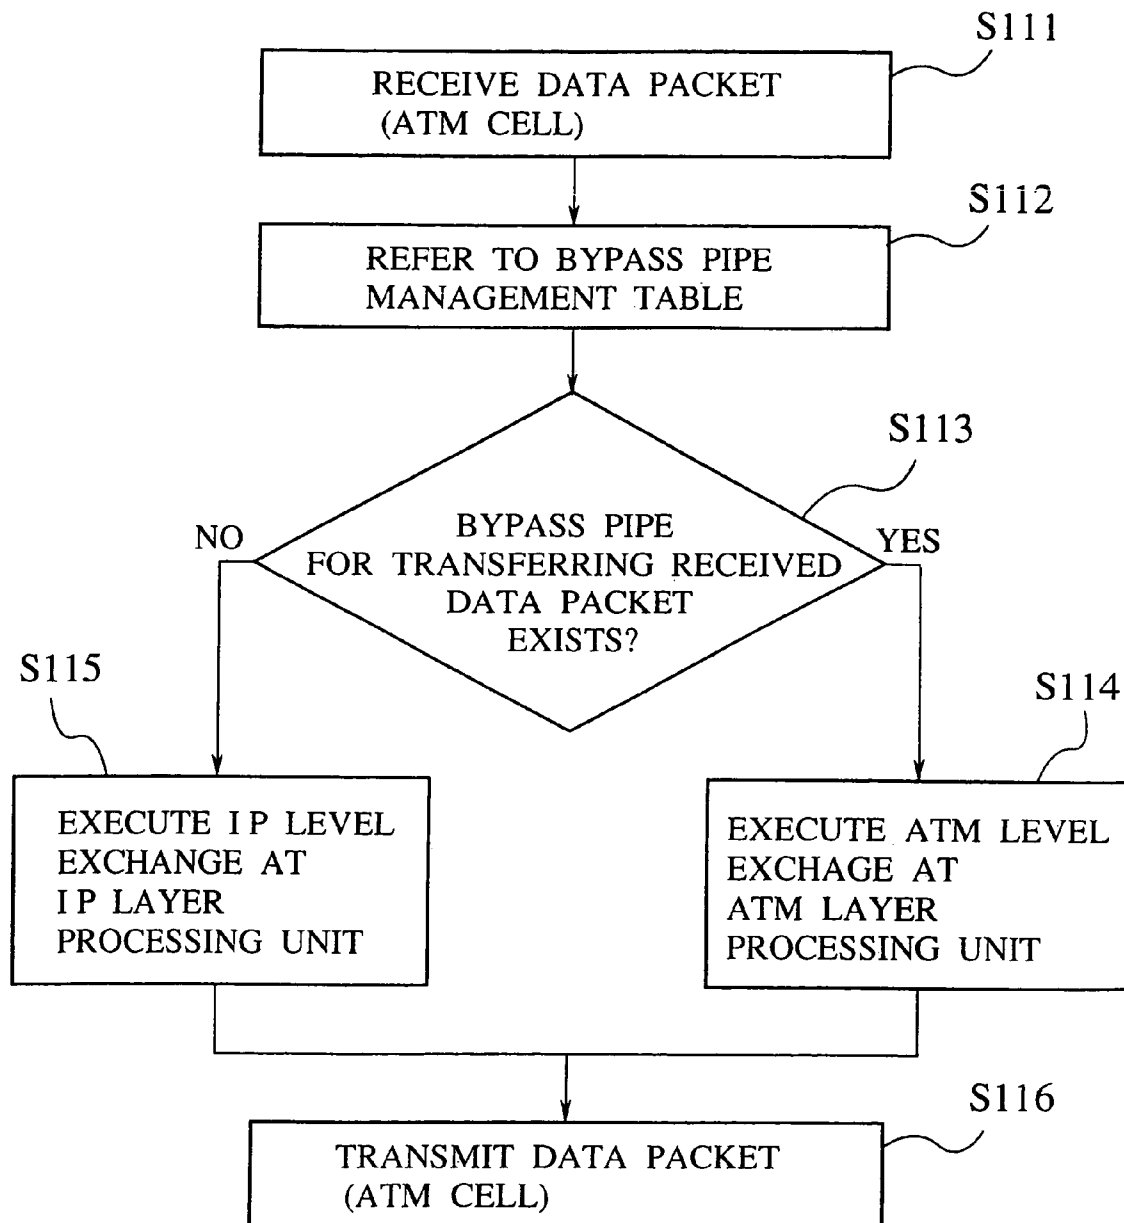 S111
RECEIVE DATA PACKET
(ATM CELL)
S112
REFER TO BYPASS PIPE
MANAGEMENT TABLE
S113
NO
BYPASS PIPE
FOR TRANSFERRING RECEIVED
DATA PACKET
EXISTS?
YES
S115
S114
EXECUTE IP LEVEL
EXCHANGE AT
IP LAYER
PROCESSING UNIT
EXECUTE ATM LEVEL
EXCHAGE AT
ATM LAYER
PROCESSING UNIT
S116
TRANSMIT DATA PACKET
(ATM CELL)